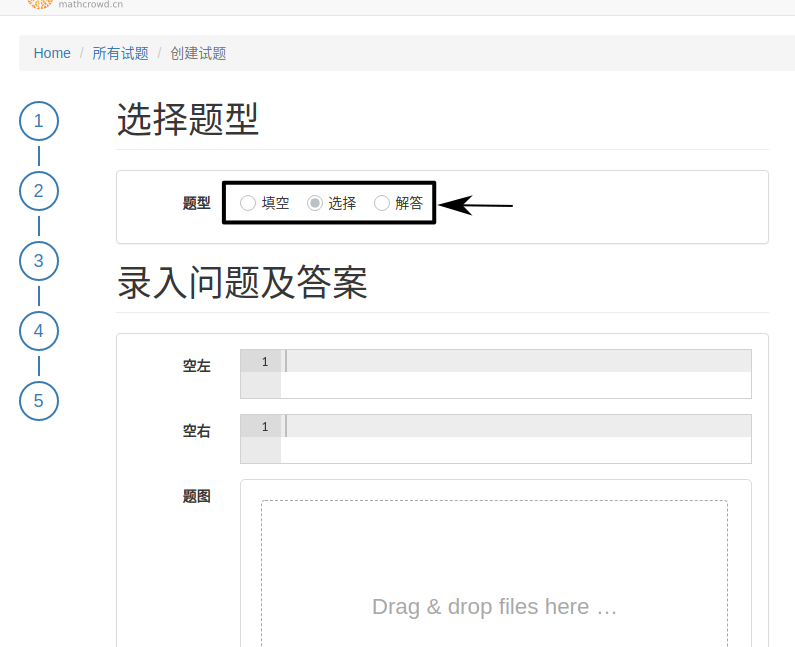 mathcrowd.cn
Home / 所有试题 / 创建试题
1
选择题型
题型 填空 选择 解答
2
3
录入问题及答案
4
空左 1
5
空右 1
题图
Drag & drop files here …